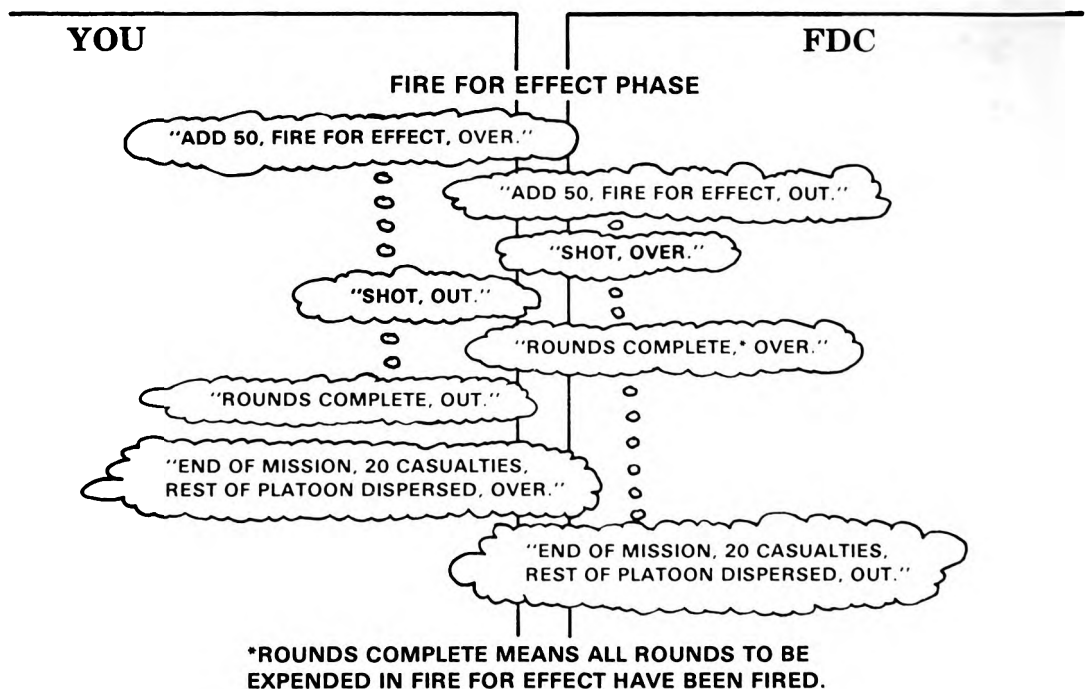 YOU
FDC
FIRE FOR EFFECT PHASE
"ADD 50, FIRE FOR EFFECT, OVER."
"ADD 50, FIRE FOR EFFECT, OUT."
"SHOT, OVER."
"SHOT, OUT."
"ROUNDS COMPLETE,* OVER."
"ROUNDS COMPLETE, OUT."
"END OF MISSION, 20 CASUALTIES,
REST OF PLATOON DISPERSED, OVER."
"END OF MISSION, 20 CASUALTIES,
REST OF PLATOON DISPERSED, OUT."
*ROUNDS COMPLETE MEANS ALL ROUNDS TO BE
EXPENDED IN FIRE FOR EFFECT HAVE BEEN FIRED.